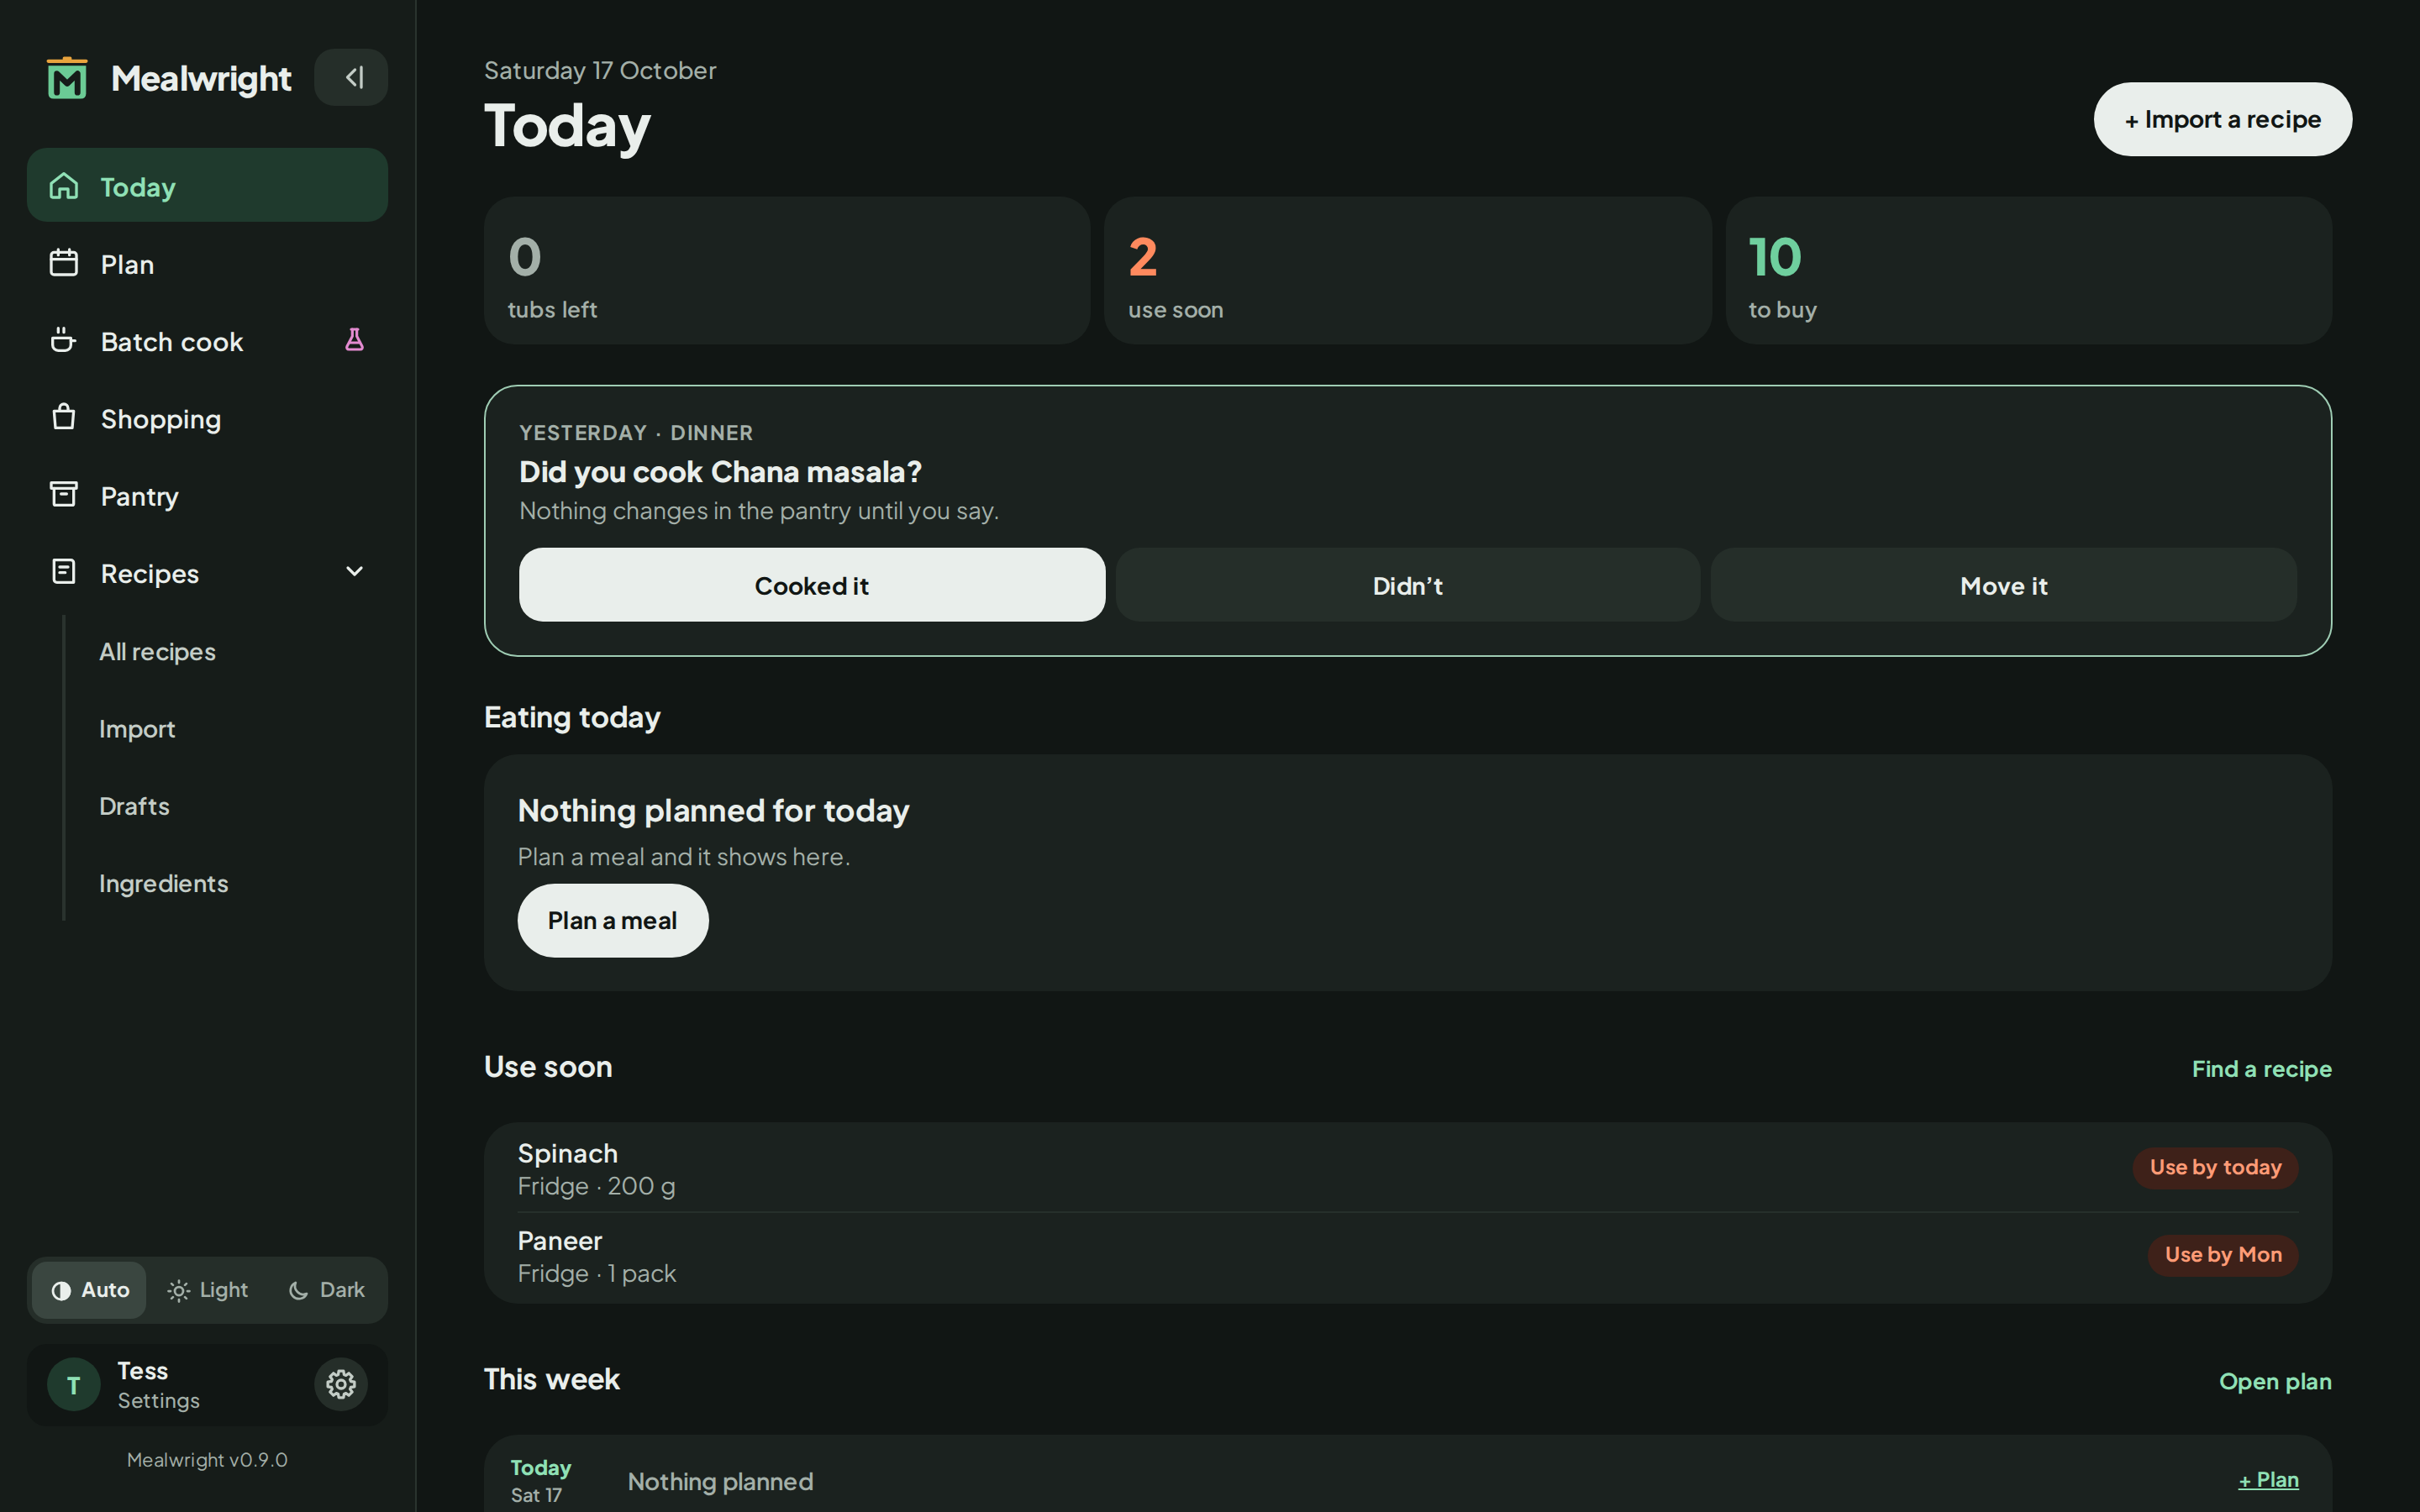 Mealwright
Today
Plan
Batch cook
Shopping
Pantry
Recipes
All recipes
Import
Drafts
Ingredients
Auto
Light
Dark
T
Tess
Settings
Mealwright v0.9.0
Saturday 17 October
Today
+ Import a recipe
0
tubs left
2
use soon
10
to buy
YESTERDAY · DINNER
Did you cook Chana masala?
Nothing changes in the pantry until you say.
Cooked it
Didn’t
Move it
Eating today
Nothing planned for today
Plan a meal and it shows here.
Plan a meal
Use soon
Find a recipe
Spinach
Fridge · 200 g
Use by today
Paneer
Fridge · 1 pack
Use by Mon
This week
Open plan
Today
Sat 17
Nothing planned
+ Plan